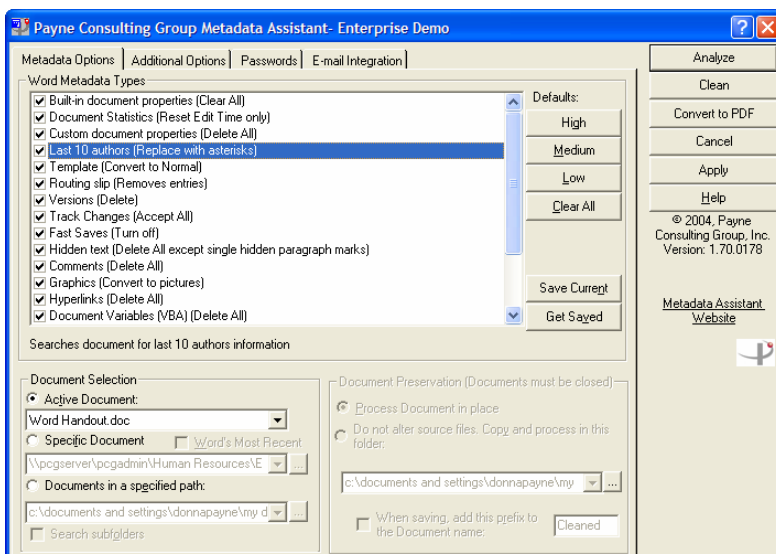 Payne Consulting Group Metadata Assistant- Enterprise Demo
Metadata Options
Additional Options
Passwords
E-mail Integration
Word Metadata Types
Built-in document properties (Clear All)
Document Statistics (Reset Edit Time only)
Custom document properties (Delete All)
Last 10 authors (Replace with asterisks)
Template (Convert to Normal)
Routing slip (Removes entries)
Versions (Delete)
Track Changes (Accept All)
Fast Saves (Turn off)
Hidden text (Delete All except single hidden paragraph marks)
Comments (Delete All)
Graphics (Convert to pictures)
Hyperlinks (Delete All)
Document Variables (VBA) (Delete All)
Searches document for last 10 authors information
Defaults:
High
Medium
Low
Clear All
Save Current
Get Saved
Analyze
Clean
Convert to PDF
Cancel
Apply
Help
© 2004, Payne
Consulting Group, Inc.
Version: 1.70.0178
Metadata Assistant
Website
Document Selection
Active Document:
Word Handout.doc
Specific Document
Word's Most Recent
\\pcgserver\pcgadmin\Human Resources\E
...
Documents in a specified path:
c:\documents and settings\donnapayne\my d
...
Search subfolders
Document Preservation (Documents must be closed)
Process Document in place
Do not alter source files. Copy and process in this
folder:
c:\documents and settings\donnapayne\my
...
When saving, add this prefix to
the Document name:
Cleaned